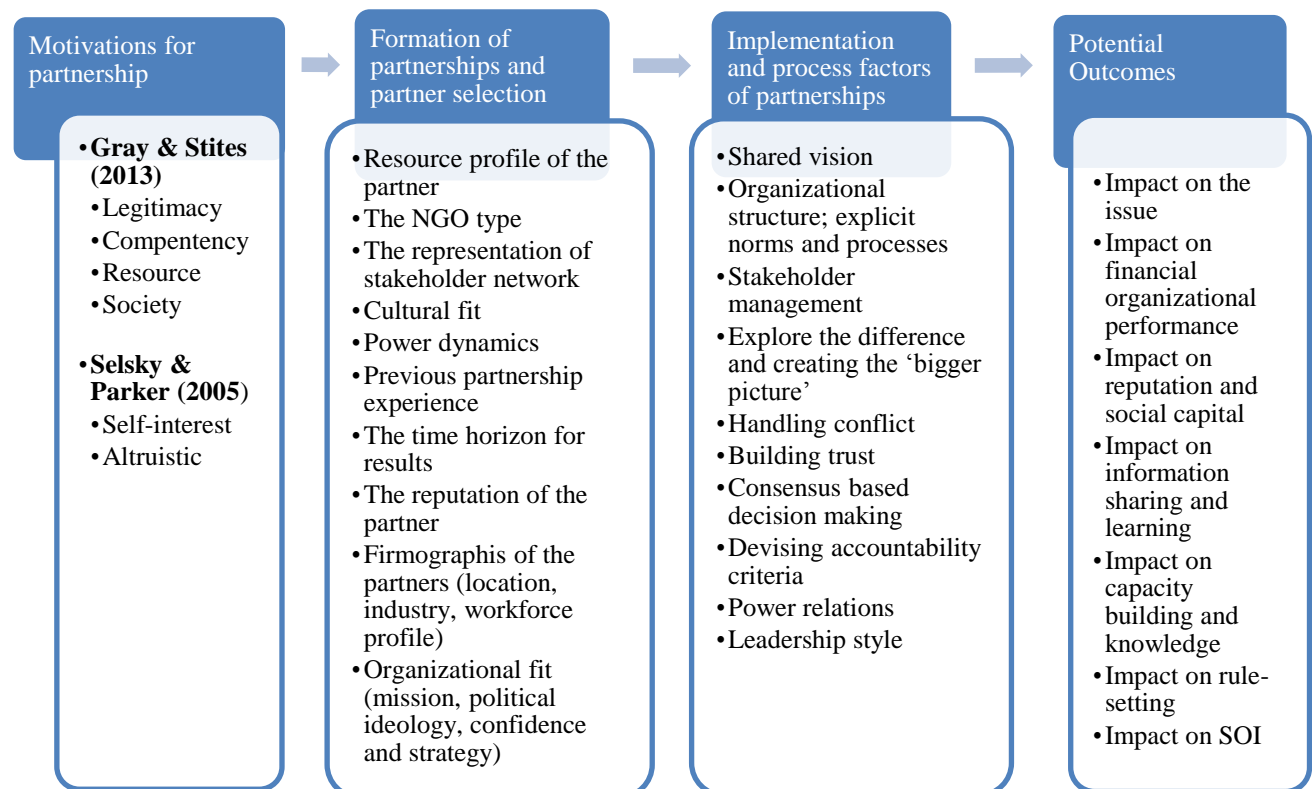 Motivations for
partnership
•Gray & Stites
(2013)
•Legitimacy
•Compentency
•Resource
•Society
•Selsky &
Parker (2005)
•Self-interest
•Altruistic
Formation of
partnerships and
partner selection
•Resource profile of the
partner
•The NGO type
•The representation of
stakeholder network
•Cultural fit
•Power dynamics
•Previous partnership
experience
•The time horizon for
results
•The reputation of the
partner
•Firmographis of the
partners (location,
industry, workforce
profile)
•Organizational fit
(mission, political
ideology, confidence
and strategy)
Implementation
and process factors
of partnerships
•Shared vision
•Organizational
structure; explicit
norms and processes
•Stakeholder
management
•Explore the difference
and creating the ‘bigger
picture’
•Handling conflict
•Building trust
•Consensus based
decision making
•Devising accountability
criteria
•Power relations
•Leadership style
Potential
Outcomes
•Impact on the
issue
•Impact on
financial
organizational
performance
•Impact on
reputation and
social capital
•Impact on
information
sharing and
learning
•Impact on
capacity
building and
knowledge
•Impact on rule-
setting
•Impact on SOI